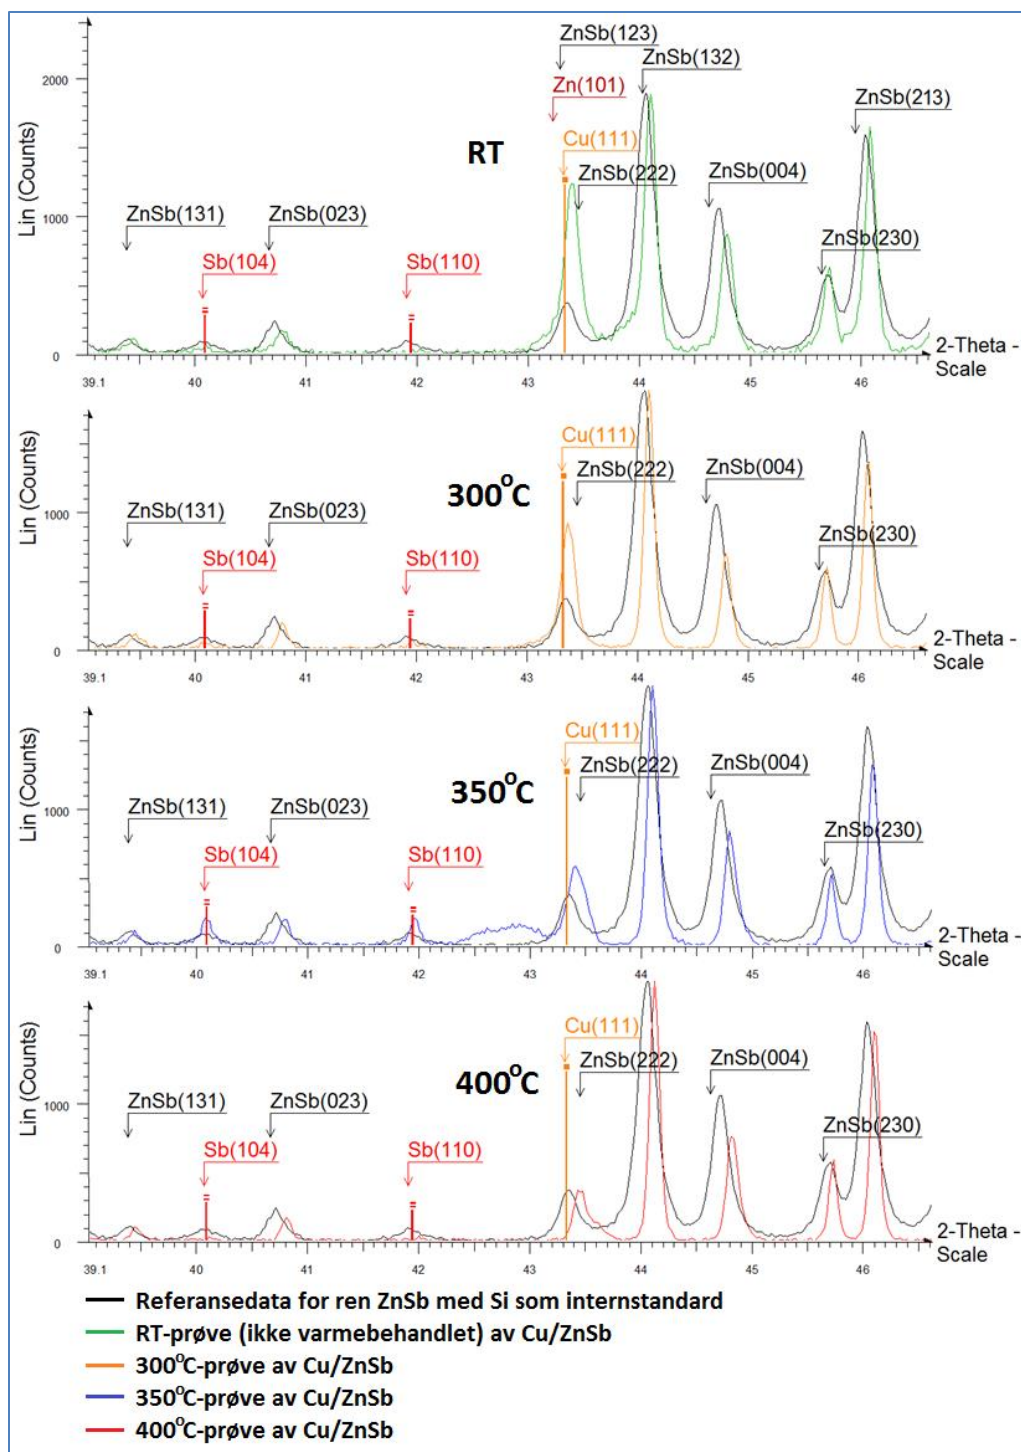 ZnSb(123)
ZnSb(132)
Zn(101)
ZnSb(213)
Cu(111)
RT
ZnSb(222)
ZnSb(004)
ZnSb(131)
ZnSb(023)
ZnSb(230)
Sb(104)
Sb(110)
Lin (Counts)
2000
1000
0
39.1
40
41
42
43
44
45
46
2-Theta -
Scale
Cu(111)
300°C
ZnSb(222)
ZnSb(004)
ZnSb(131)
ZnSb(023)
ZnSb(230)
Sb(104)
Sb(110)
Lin (Counts)
1000
0
39.1
40
41
42
43
44
45
46
2-Theta -
Scale
Cu(111)
350°C
ZnSb(222)
ZnSb(004)
ZnSb(131)
ZnSb(023)
ZnSb(230)
Sb(104)
Sb(110)
Lin (Counts)
1000
0
39.1
40
41
42
43
44
45
46
2-Theta -
Scale
Cu(111)
400°C
ZnSb(222)
ZnSb(004)
ZnSb(131)
ZnSb(023)
ZnSb(230)
Sb(104)
Sb(110)
Lin (Counts)
1000
0
39.1
40
41
42
43
44
45
46
2-Theta -
Scale
Referansedata for ren ZnSb med Si som internstandard
RT-prøve (ikke varmebehandlet) av Cu/ZnSb
300°C-prøve av Cu/ZnSb
350°C-prøve av Cu/ZnSb
400°C-prøve av Cu/ZnSb